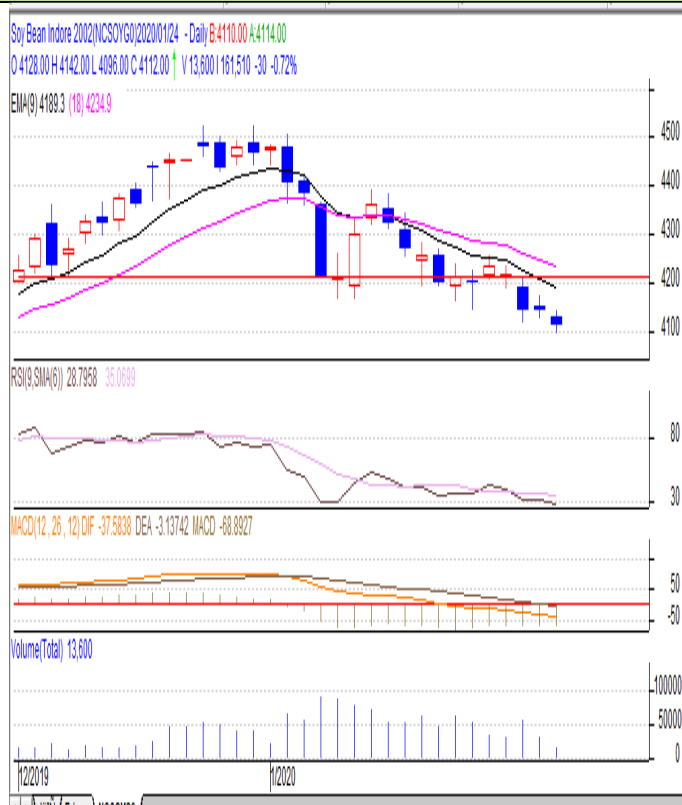 Soy Bean Indore 2002(NCSOYG0)2020/01/24 - Daily B:4110.00 A:4114.00
O 4128.00 H 4142.00 L 4096.00 C 4112.00 ↑ V 13,600 I 161,510 -30 -0.72%
EMA(9) 4189.3 (18) 4234.9
4500
4400
4300
4200
4100
RSI(9,SMA(6)) 28.7958 35.0699
80
30
MACD(12 , 26 , 12) DIF -37.5838 DEA -3.13742 MACD -68.8927
50
-50
Volume(Total) 13,600
100000
50000
0
12/2019 1/2020